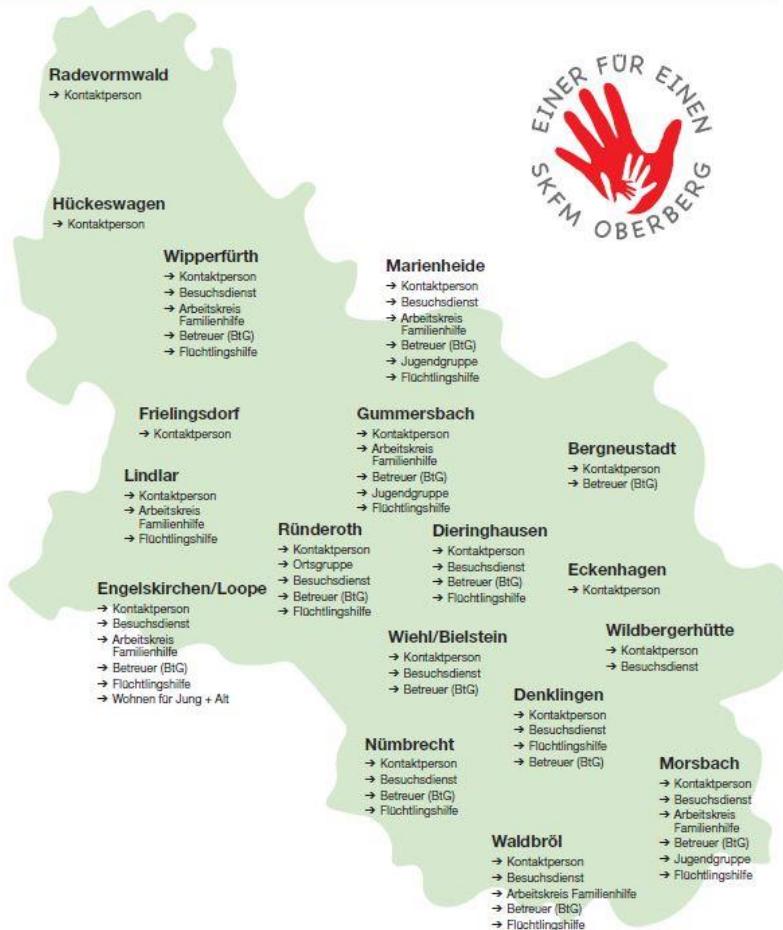 EINER FÜR EINEN
SKFM OBERBERG
Radevormwald
→ Kontaktperson
Hückeswagen
→ Kontaktperson
Wipperfürth
→ Kontaktperson
→ Besuchsdienst
→ Arbeitskreis
Familienhilfe
→ Betreuer (BtG)
→ Flüchtlingshilfe
Marienheide
→ Kontaktperson
→ Besuchsdienst
→ Arbeitskreis
Familienhilfe
→ Betreuer (BtG)
→ Jugendgruppe
→ Flüchtlingshilfe
Frielingsdorf
→ Kontaktperson
Gummersbach
→ Kontaktperson
→ Arbeitskreis
Familienhilfe
→ Betreuer (BtG)
→ Jugendgruppe
→ Flüchtlingshilfe
Bergneustadt
→ Kontaktperson
→ Betreuer (BtG)
Lindlar
→ Kontaktperson
→ Arbeitskreis
Familienhilfe
→ Flüchtlingshilfe
Ründeroth
→ Kontaktperson
→ Ortsgruppe
→ Besuchsdienst
→ Betreuer (BtG)
→ Flüchtlingshilfe
Dieringhausen
→ Kontaktperson
→ Besuchsdienst
→ Betreuer (BtG)
→ Flüchtlingshilfe
Eckenhagen
→ Kontaktperson
Engelskirchen/Loope
→ Kontaktperson
→ Besuchsdienst
→ Arbeitskreis
Familienhilfe
→ Betreuer (BtG)
→ Flüchtlingshilfe
→ Wohnen für Jung + Alt
Wiehl/Bielstein
→ Kontaktperson
→ Besuchsdienst
→ Betreuer (BtG)
Wildbergerhütte
→ Kontaktperson
→ Besuchsdienst
Denklingen
→ Kontaktperson
→ Besuchsdienst
→ Flüchtlingshilfe
→ Betreuer (BtG)
Nümbrecht
→ Kontaktperson
→ Besuchsdienst
→ Betreuer (BtG)
→ Flüchtlingshilfe
Morsbach
→ Kontaktperson
→ Besuchsdienst
→ Arbeitskreis
Familienhilfe
→ Betreuer (BtG)
→ Jugendgruppe
→ Flüchtlingshilfe
Waldbröl
→ Kontaktperson
→ Besuchsdienst
→ Arbeitskreis Familienhilfe
→ Betreuer (BtG)
→ Flüchtlingshilfe